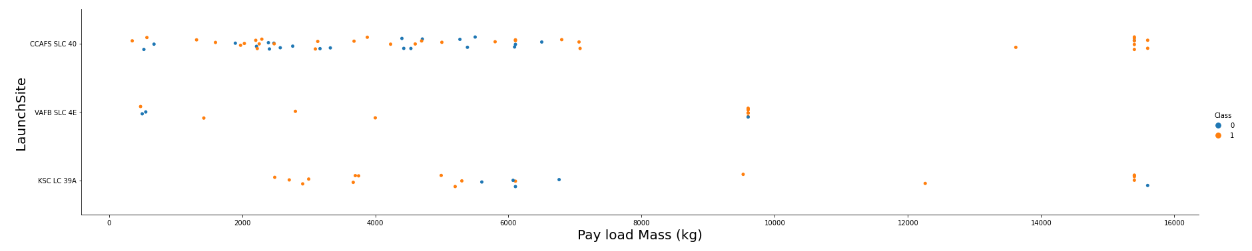 LaunchSite
CCAFS SLC 40
VAFB SLC 4E
KSC LC 39A
0
2000
4000
6000
8000
10000
12000
14000
16000
Pay load Mass (kg)
Class
0
1